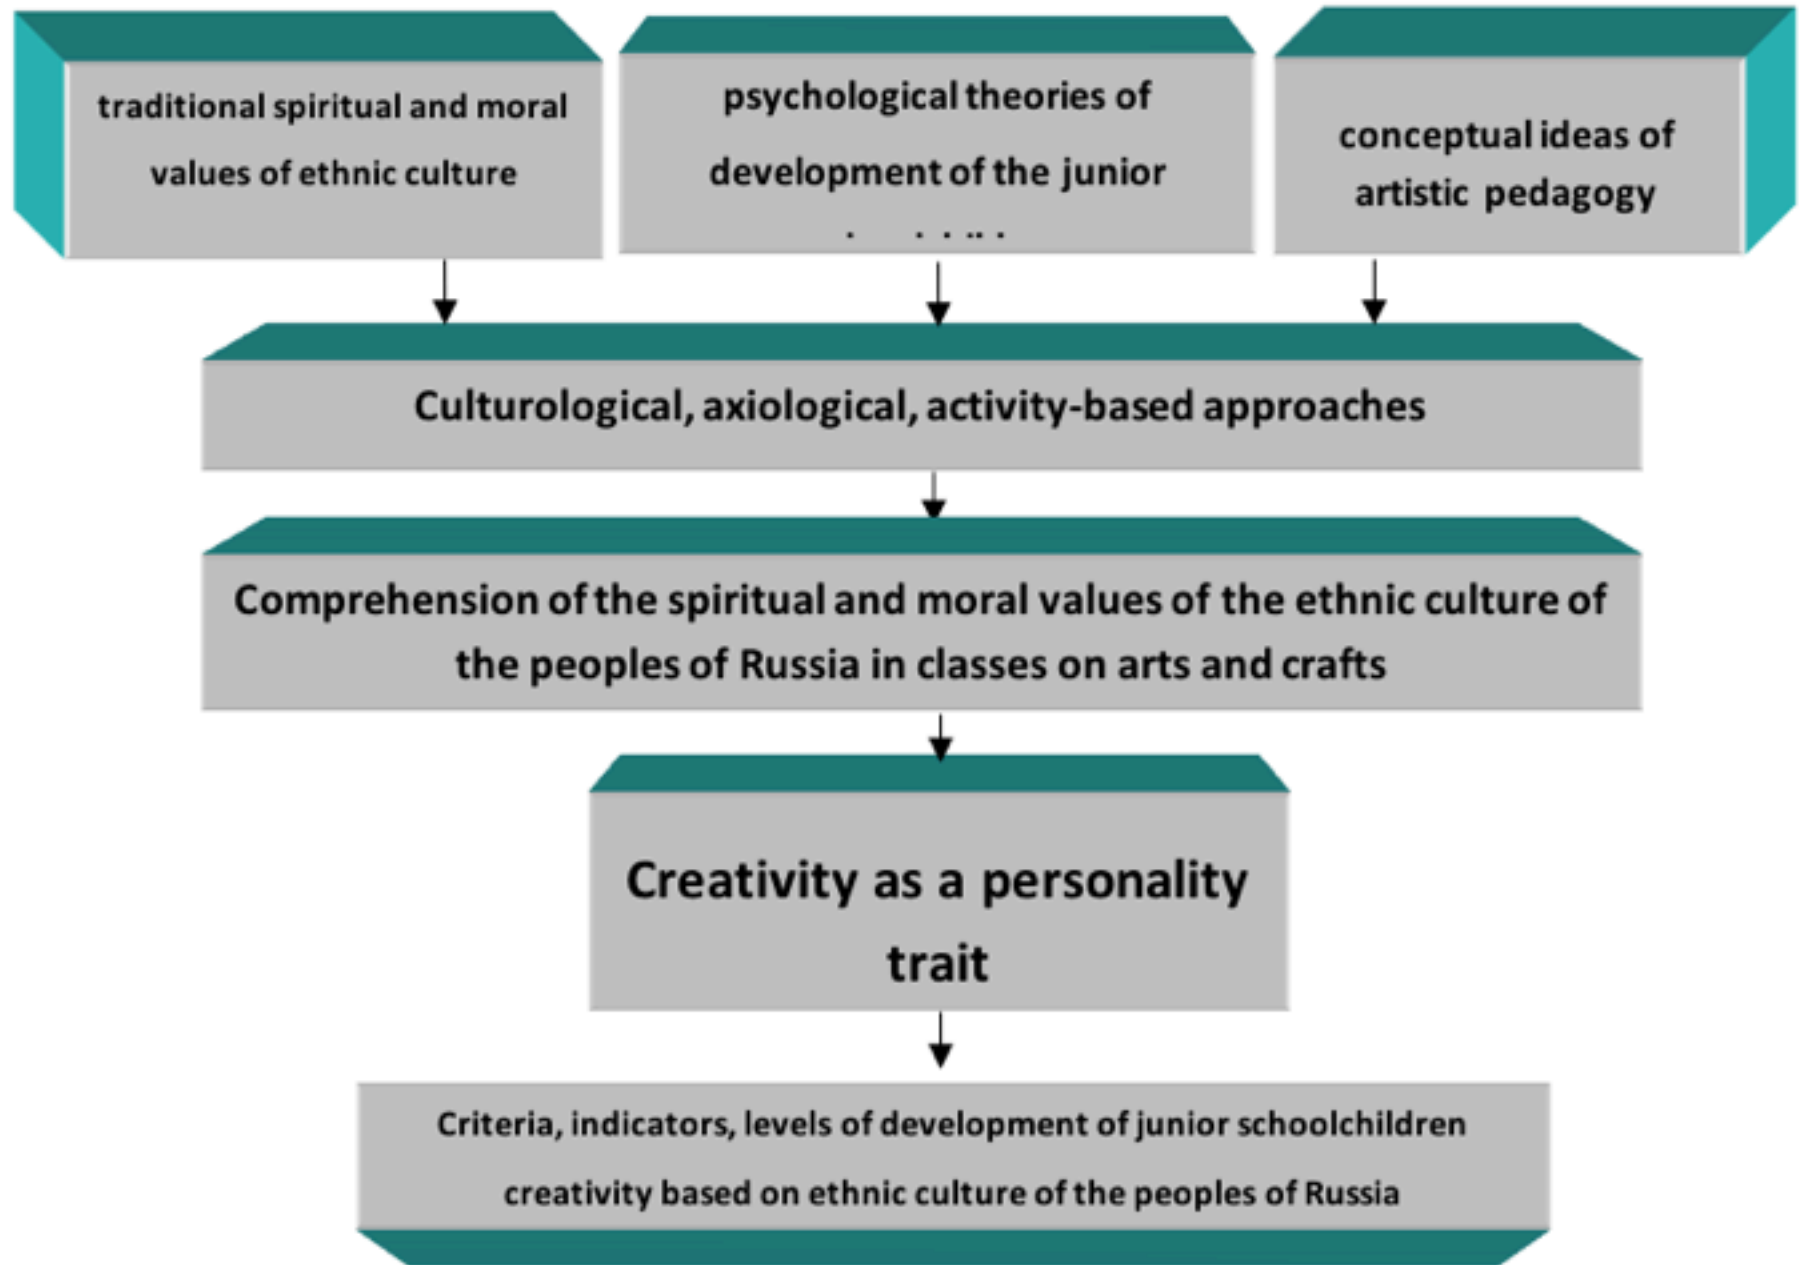 traditional spiritual and moral
values of ethnic culture
psychological theories of
development of the junior
conceptual ideas of
artistic pedagogy
Culturological, axiological, activity-based approaches
Comprehension of the spiritual and moral values of the ethnic culture of
the peoples of Russia in classes on arts and crafts
Creativity as a personality
trait
Criteria, indicators, levels of development of junior schoolchildren
creativity based on ethnic culture of the peoples of Russia